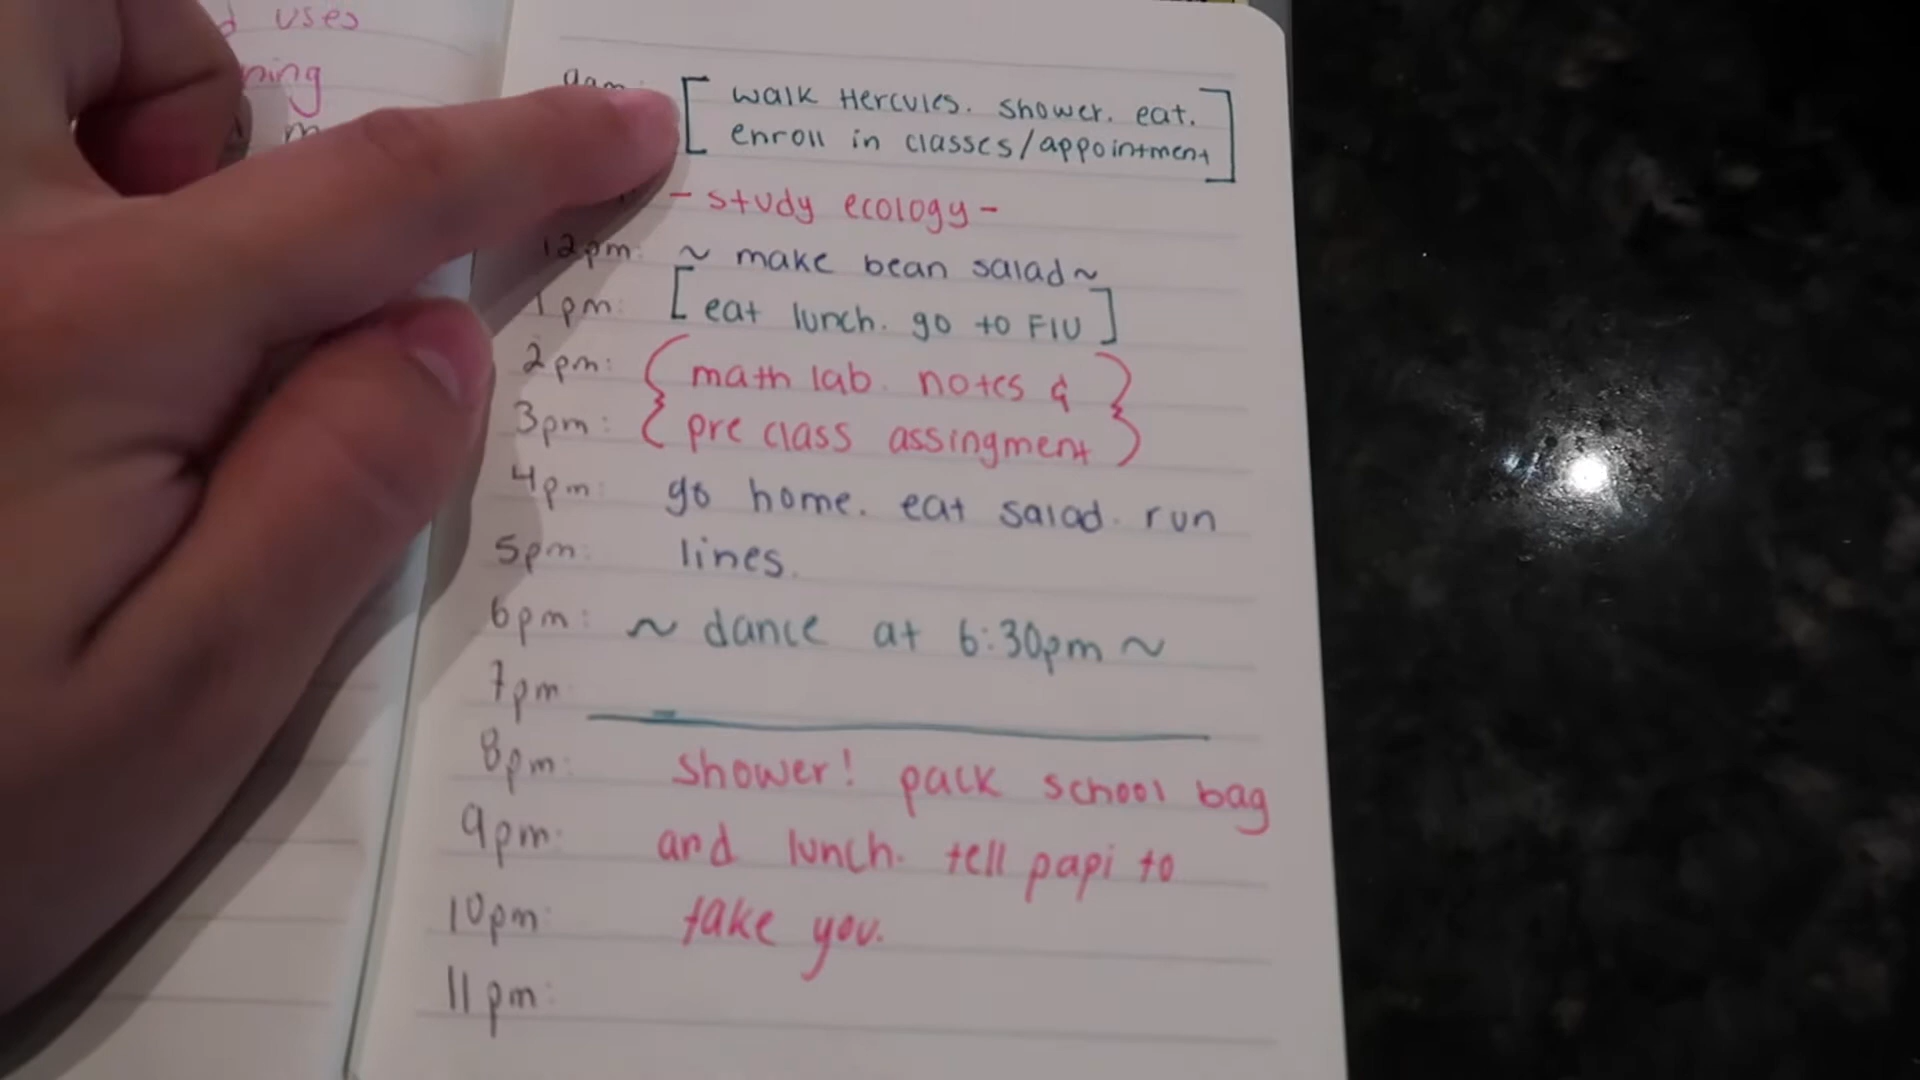 uses
ning
9am: [ walk Hercules. shower. eat.
enroll in classes/appointment ]
- study ecology -
12pm: ~ make bean salad ~
1pm: [ eat lunch. go to FIU ]
2pm: { math lab. notes &
3pm: { pre class assingment }
4pm: go home. eat salad. run
5pm: lines.
6pm: ~ dance at 6:30pm ~
7pm
8pm: shower! pack school bag
9pm: and lunch. tell papi to
10pm: take you.
11pm: